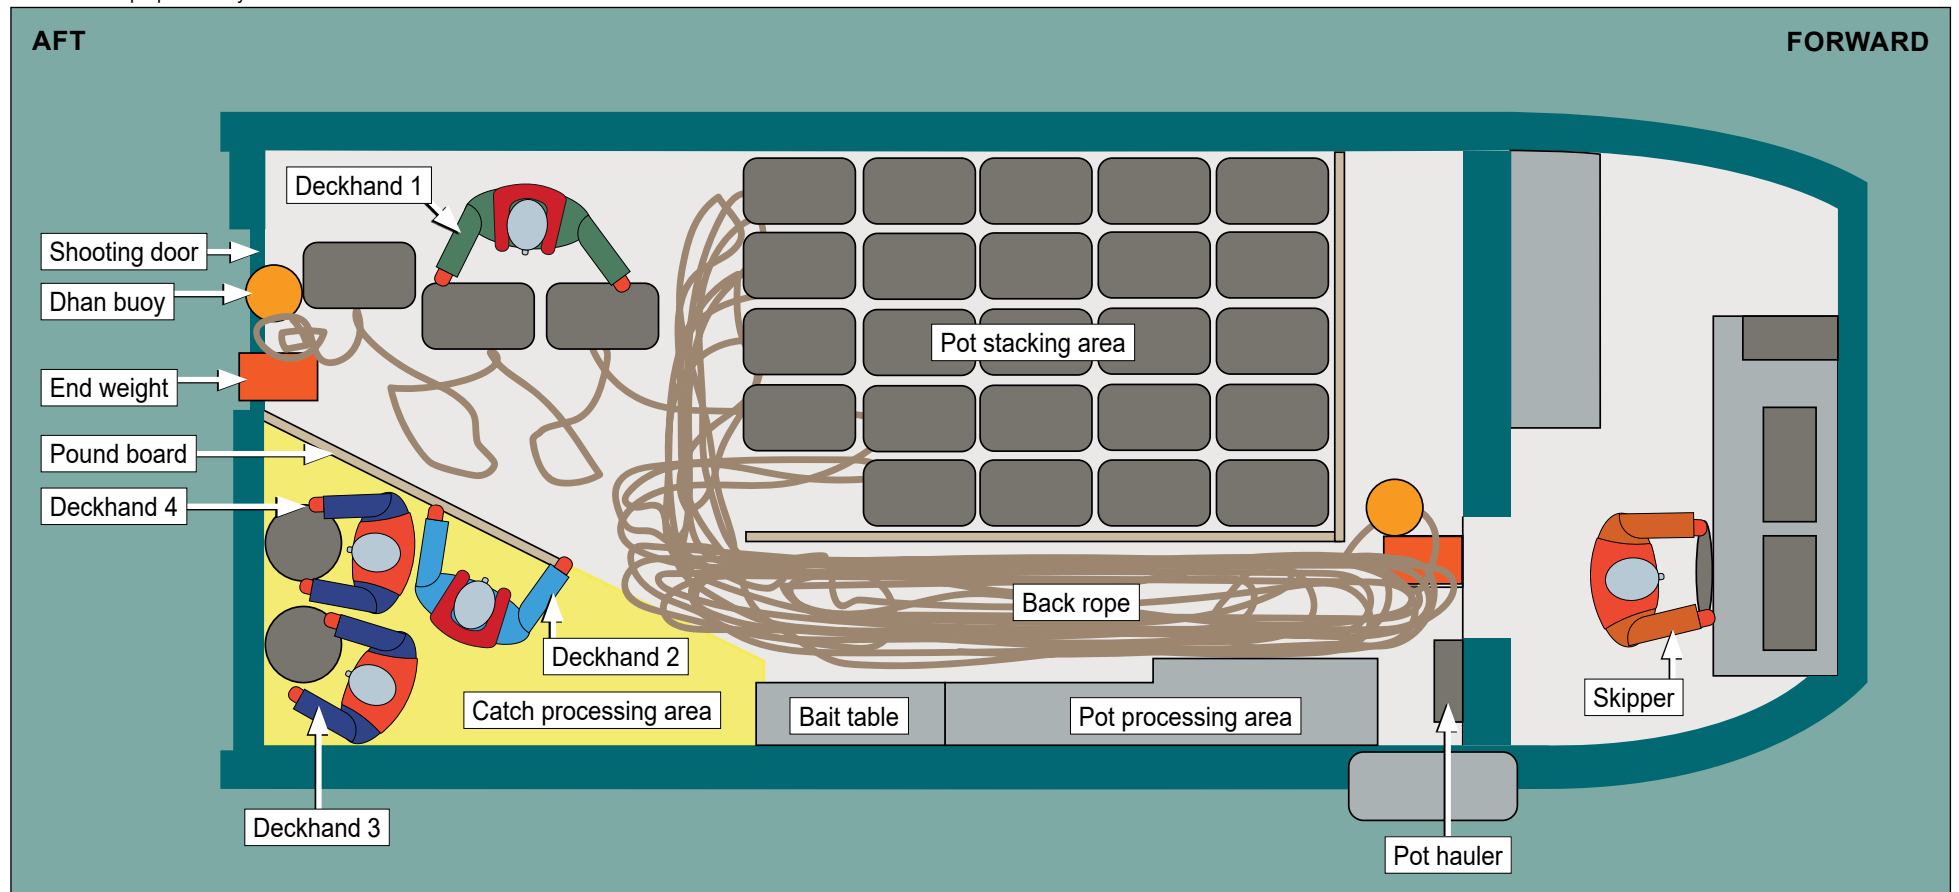 AFT
FORWARD
Deckhand 1
Shooting door
Dhan buoy
Pot stacking area
End weight
Pound board
Deckhand 4
Back rope
Deckhand 2
Skipper
Catch processing area
Bait table
Pot processing area
Deckhand 3
Pot hauler